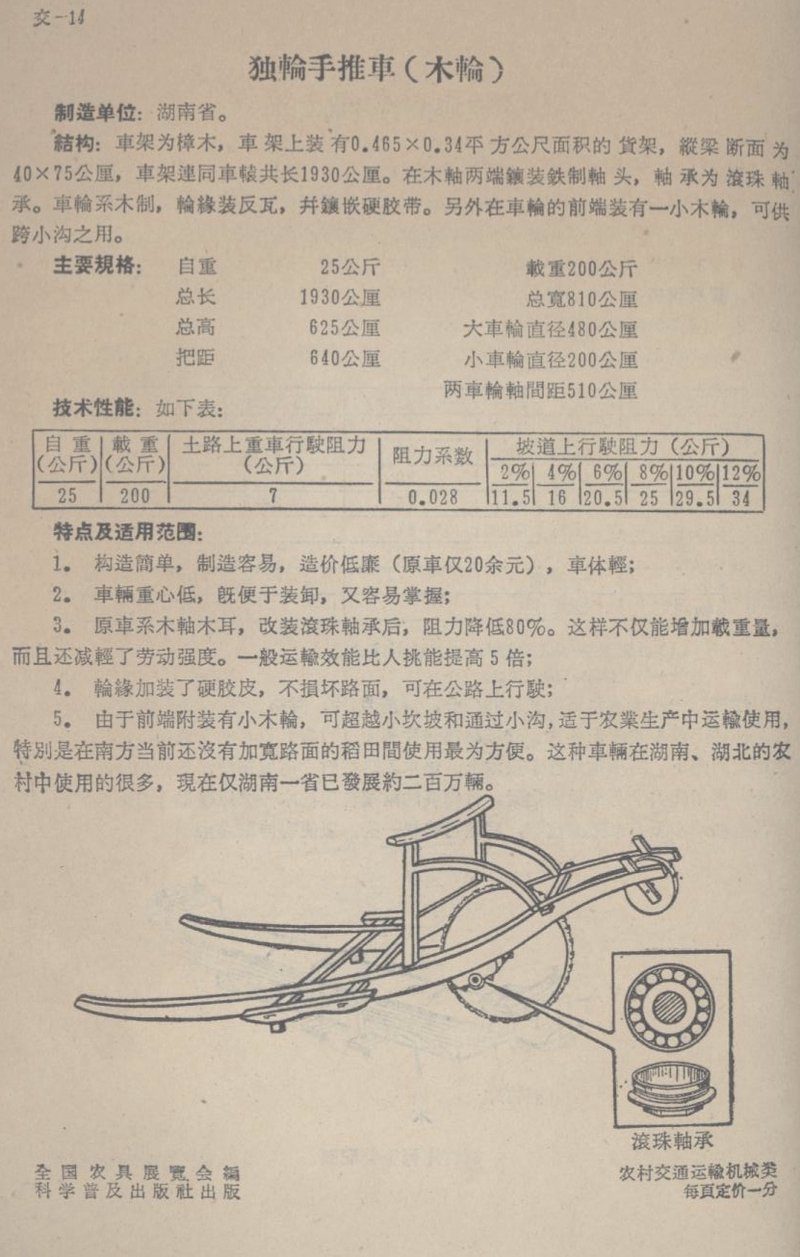 交-14
独輪手推車（木輪）
制造单位：湖南省。
結构：車架为樟木，車架上装有0.465×0.34平方公尺面积的貨架，縱梁断面为
40×75公厘，車架連同車轅共长1930公厘。在木軸两端鑲装鉄制軸头，軸承为滾珠軸
承。車輪系木制，輪緣装反瓦，幷鑲嵌硬胶带。另外在車輪的前端装有一小木輪，可供
跨小沟之用。
主要規格：自重 25公斤 載重200公斤
总长 1930公厘 总寬810公厘
总高 625公厘 大車輪直径480公厘
把距 640公厘 小車輪直径200公厘
两車輪軸間距510公厘
技术性能：如下表：
自重 載重 土路上重車行駛阻力 阻力系数 坡道上行駛阻力（公斤）
(公斤) (公斤) (公斤) 2% 4% 6% 8% 10% 12%
25 200 7 0.028 11.5 16 20.5 25 29.5 34
特点及适用范围：
1。 构造簡单，制造容易，造价低廉（原車仅20余元），車体輕；
2。 車輛重心低，旣便于装卸，又容易掌握；
3。 原車系木軸木耳，改装滾珠軸承后，阻力降低80%。这样不仅能增加載重量，
而且还减輕了劳动强度。一般运輸效能比人挑能提高5倍；
4。 輪緣加装了硬胶皮，不損坏路面，可在公路上行駛；
5。 由于前端附装有小木輪，可超越小坎坡和通过小沟，适于农業生产中运輸使用，
特別是在南方当前还沒有加寬路面的稻田間使用最为方便。这种車輛在湖南、湖北的农
村中使用的很多，現在仅湖南一省已發展約二百万輛。
滾珠軸承
全国农具展覽会編
科学普及出版社出版
农村交通运輸机械类
每頁定价一分